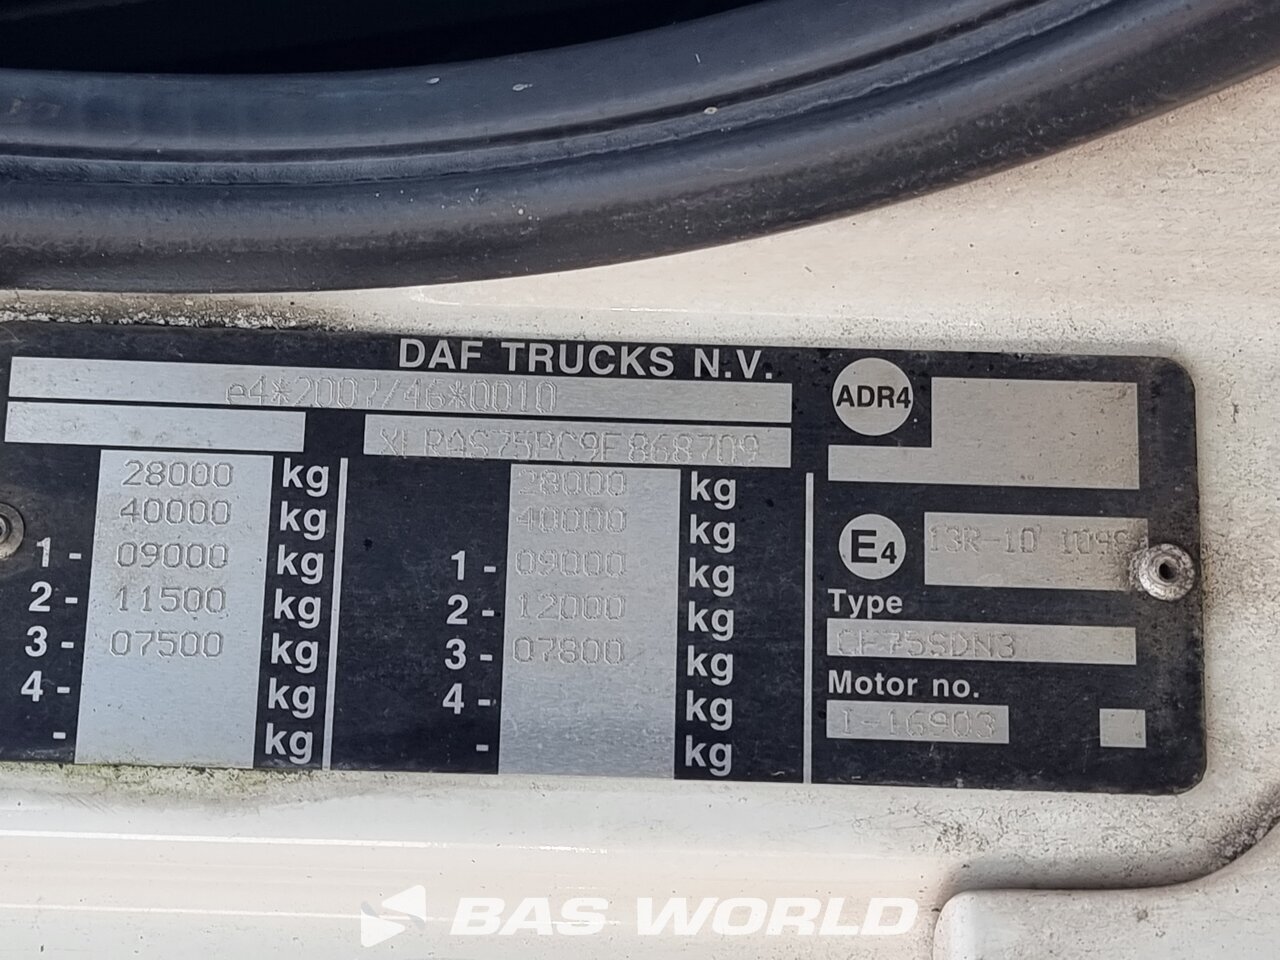 DAF TRUCKS N.V.
e4*2007/46*0010
XLRAS75PC9E868709
28000 kg 28000 kg
40000 kg 40000 kg
1- 09000 kg 1- 09000 kg
2- 11500 kg 2- 12000 kg
3- 07500 kg 3- 07800 kg
4- kg 4- kg
- kg - kg
ADR4
E4 13R-10
Type
CF75SDN3
Motor no.
I-16903
BAS WORLD